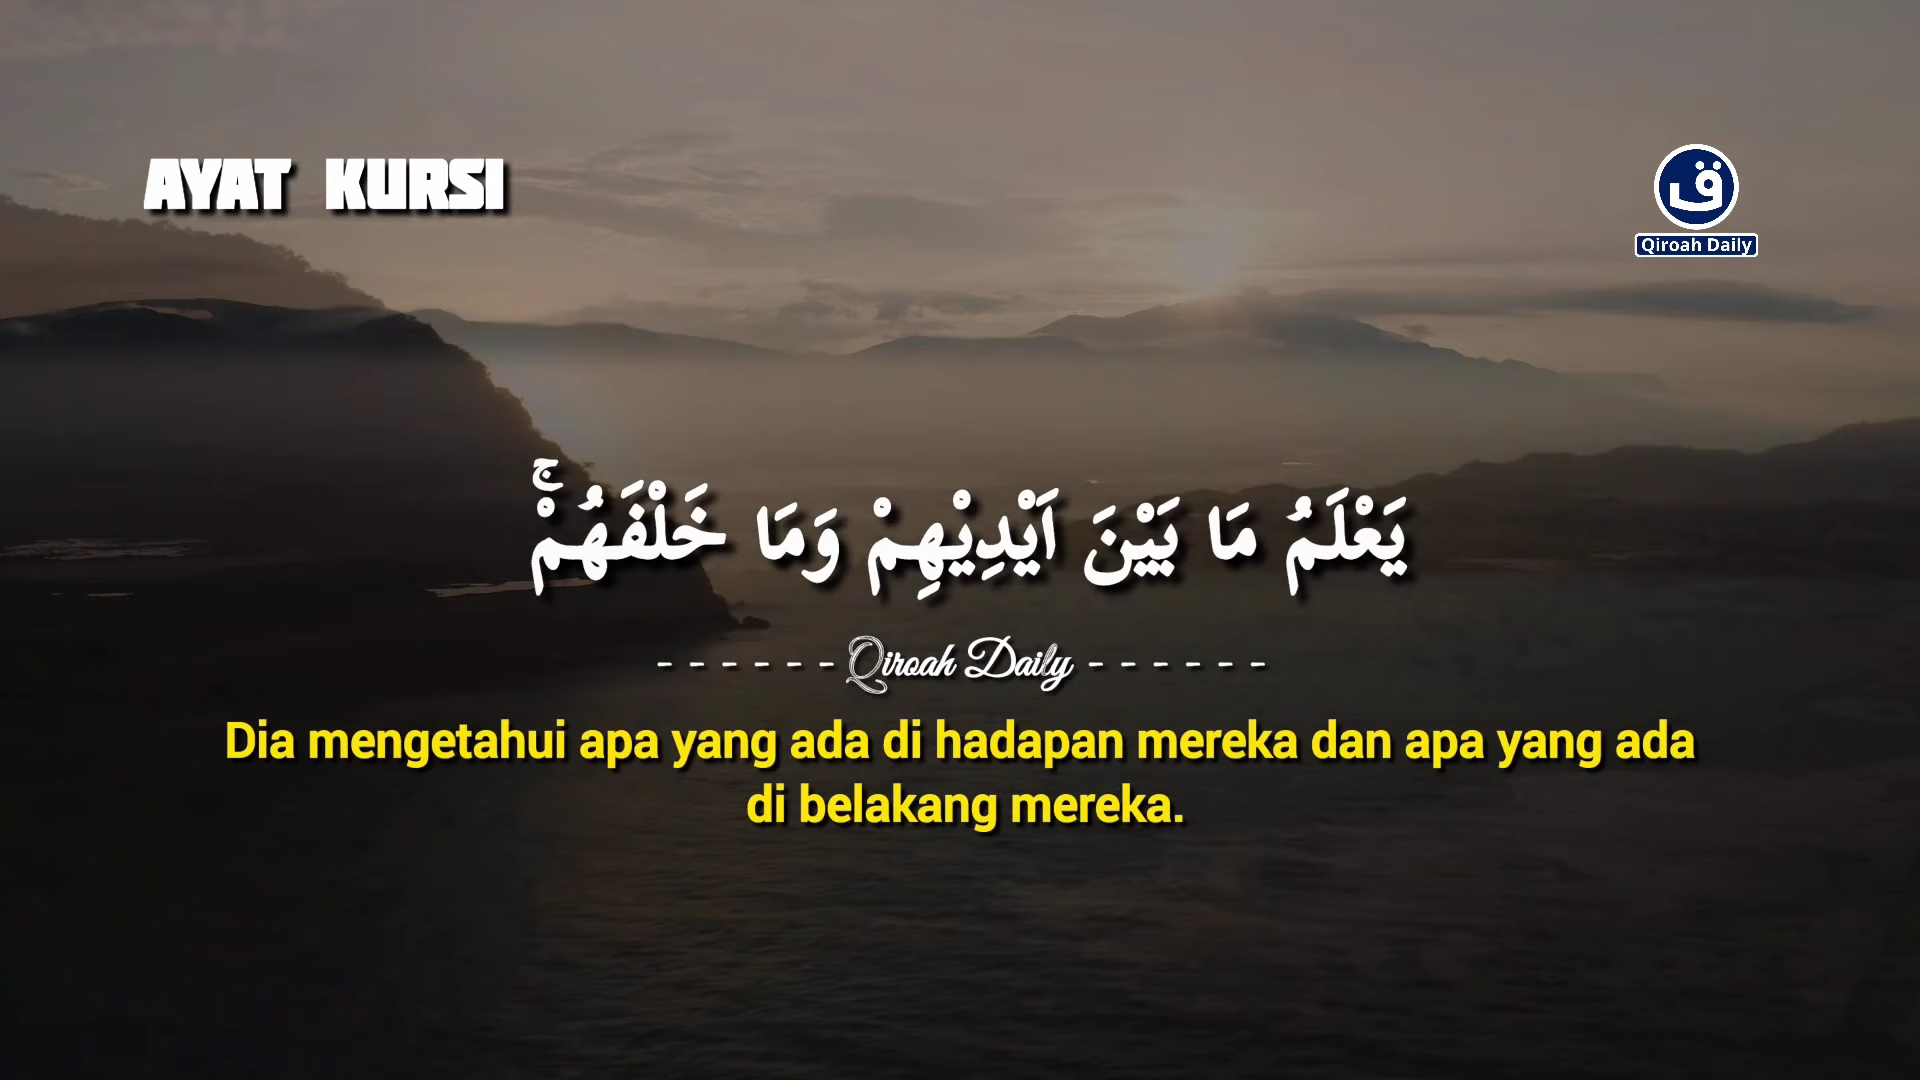 AYAT KURSI
ق
Qiroah Daily
يَعْلَمُ مَا بَيْنَ اَيْدِيْهِمْ وَمَا خَلْفَهُمْۚ
- - - - - - Qiroah Daily - - - - - -
Dia mengetahui apa yang ada di hadapan mereka dan apa yang ada
di belakang mereka.